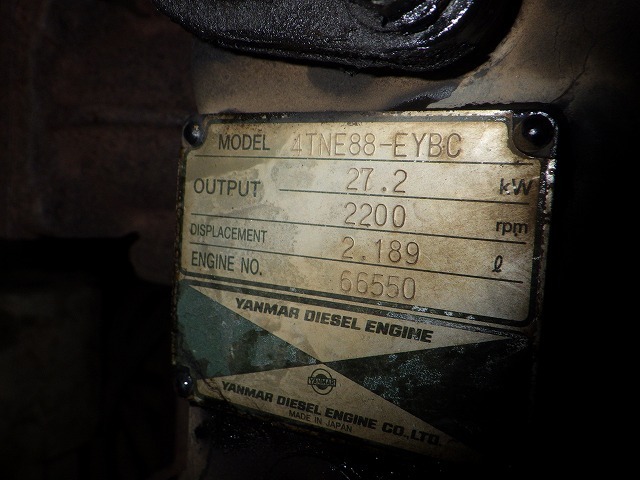 MODEL 4TNE88-EYBC
OUTPUT 27.2 kW
2200 rpm
DISPLACEMENT 2.189 ℓ
ENGINE NO. 66550
YANMAR DIESEL ENGINE
YANMAR
YANMAR DIESEL ENGINE CO.,LTD.
MADE IN JAPAN